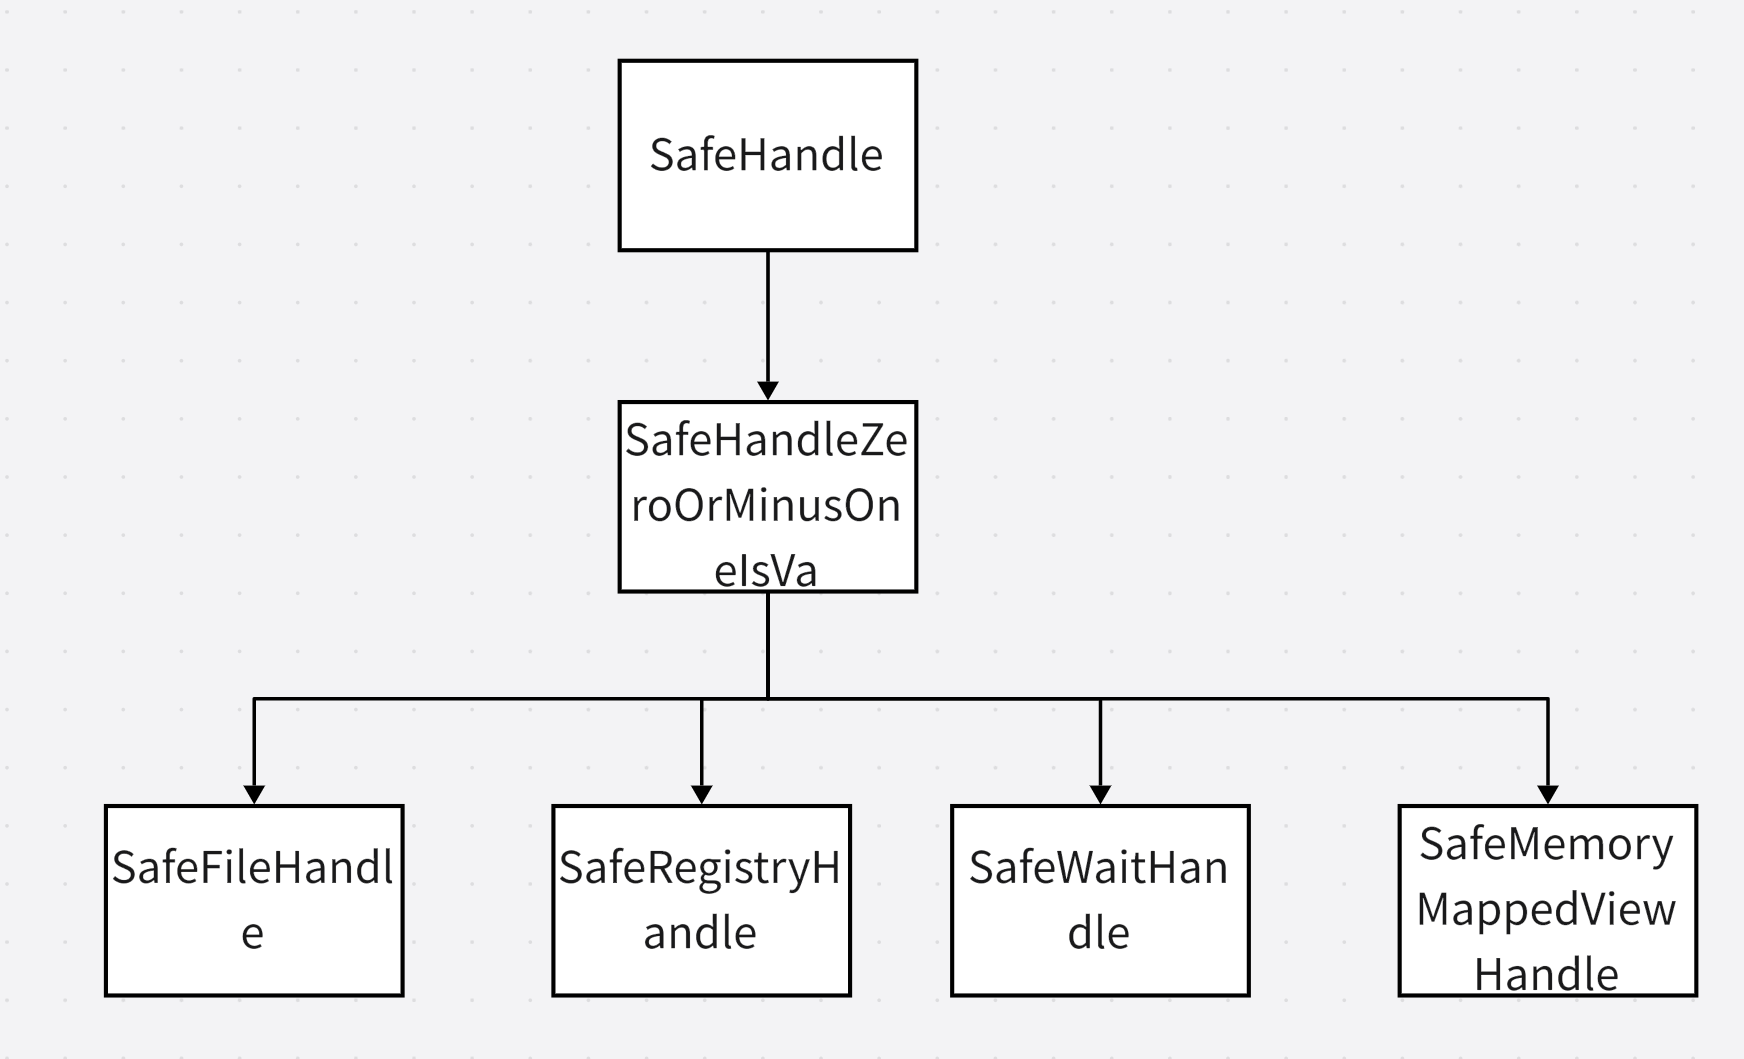 SafeHandle
SafeHandleZe
roOrMinusOn
eIsVa
SafeFileHandl
e
SafeRegistryH
andle
SafeWaitHan
dle
SafeMemory
MappedView
Handle